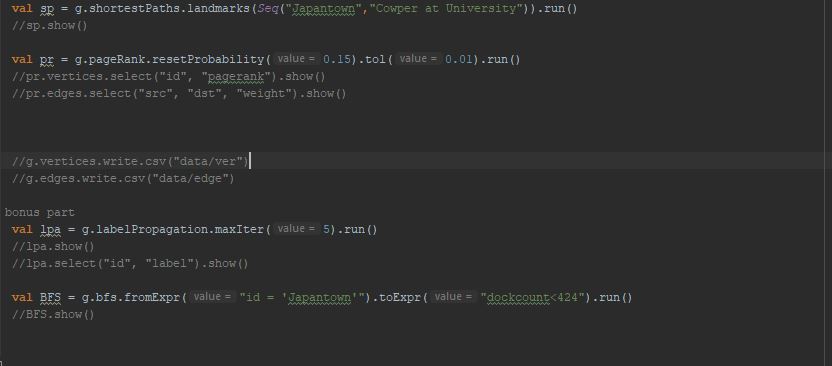 val sp = g.shortestPaths.landmarks(Seq("Japantown","Cowper at University")).run()
//sp.show()
val pr = g.pageRank.resetProbability( value = 0.15).tol( value = 0.01).run()
//pr.vertices.select("id", "pagerank").show()
//pr.edges.select("src", "dst", "weight").show()
//g.vertices.write.csv("data/ver")
//g.edges.write.csv("data/edge")
bonus part
val lpa = g.labelPropagation.maxIter( value = 5).run()
//lpa.show()
//lpa.select("id", "label").show()
val BFS = g.bfs.fromExpr( value = "id = 'Japantown'").toExpr( value = "dockcount<424").run()
//BFS.show()